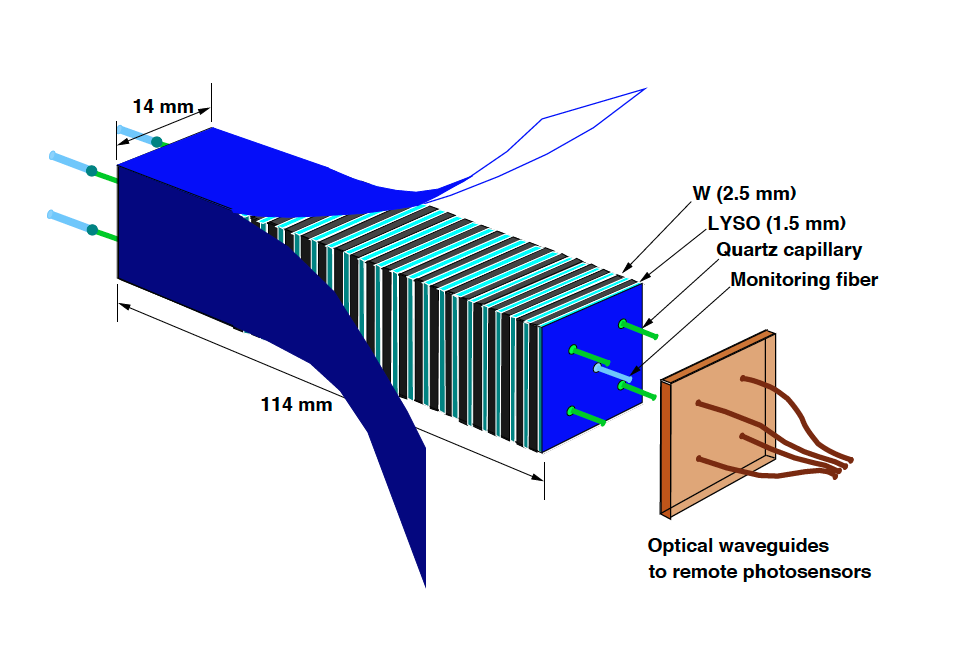 14 mm
W (2.5 mm)
LYSO (1.5 mm)
Quartz capillary
Monitoring fiber
114 mm
Optical waveguides
to remote photosensors